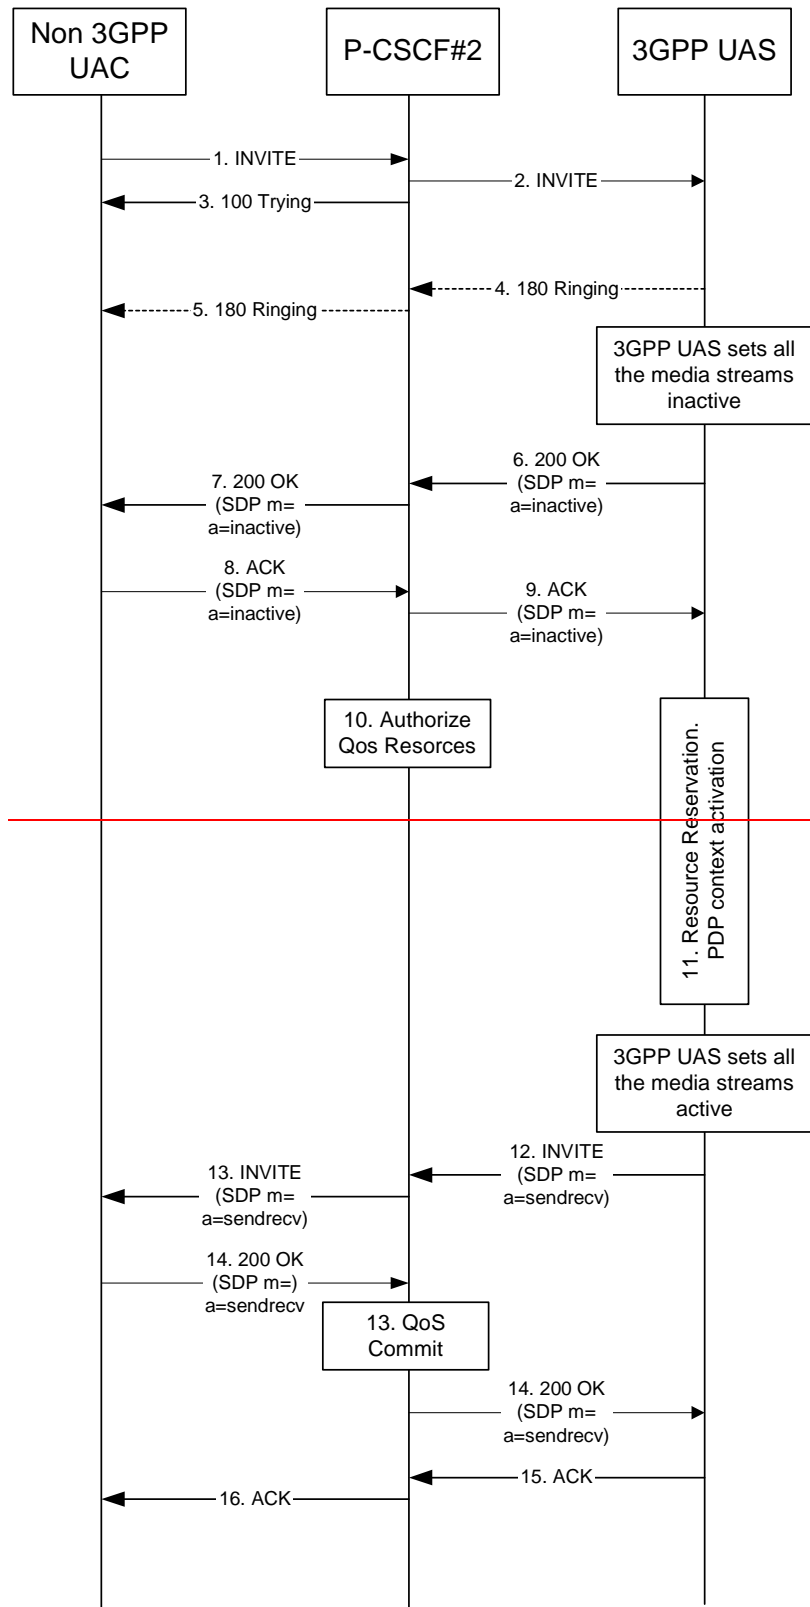 Non 3GPP
UAC
P-CSCF#2
3GPP UAS
1. INVITE
2. INVITE
3. 100 Trying
4. 180 Ringing
5. 180 Ringing
3GPP UAS sets all
the media streams
inactive
6. 200 OK
(SDP m=
a=inactive)
7. 200 OK
(SDP m=
a=inactive)
8. ACK
(SDP m=
a=inactive)
9. ACK
(SDP m=
a=inactive)
10. Authorize
Qos Resorces
11. Resource Reservation.
PDP context activation
3GPP UAS sets all
the media streams
active
12. INVITE
(SDP m=
a=sendrecv)
13. INVITE
(SDP m=
a=sendrecv)
14. 200 OK
(SDP m=)
a=sendrecv
13. QoS
Commit
14. 200 OK
(SDP m=
a=sendrecv)
15. ACK
16. ACK